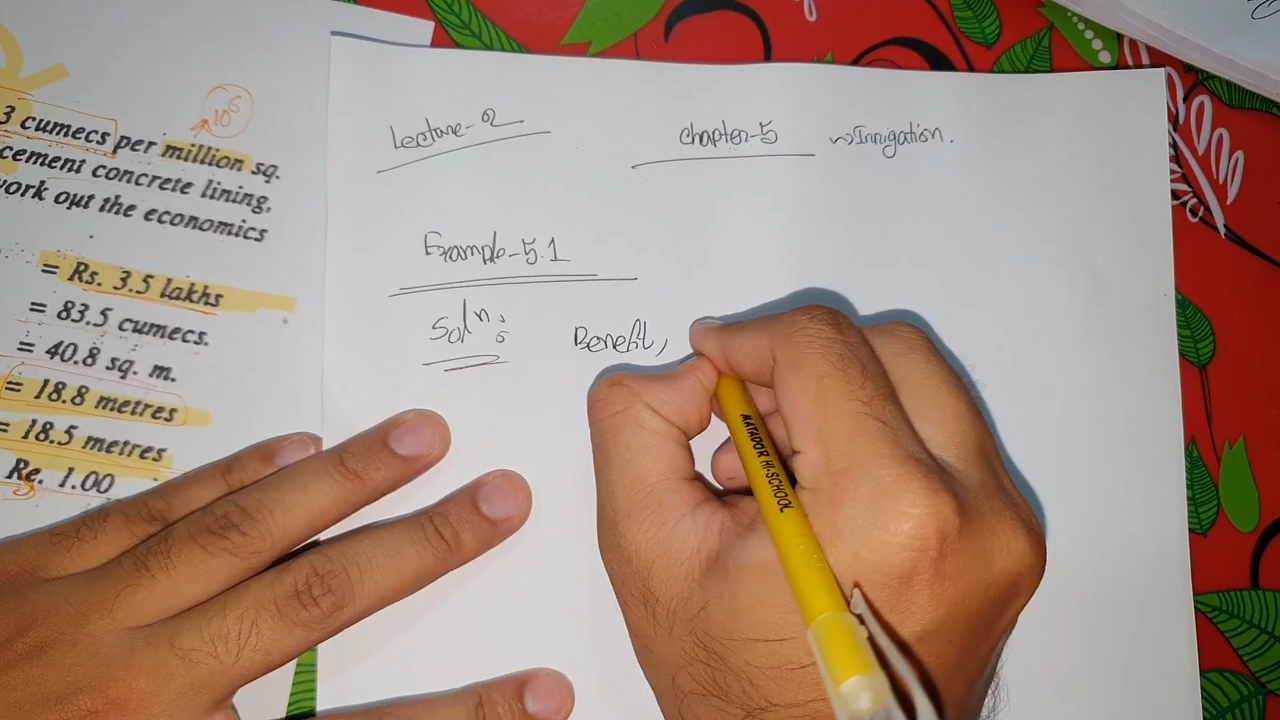 10⁶
3 cumecs per million sq.
cement concrete lining,
work out the economics
= Rs. 3.5 lakhs
= 83.5 cumecs.
= 40.8 sq. m.
= 18.8 metres
= 18.5 metres
Re. 1.00
Lecture-2
chapter-5 Irrigation.
Example-5.1
Solⁿ:
Benefit,
MATADOR HI-SCHOOL